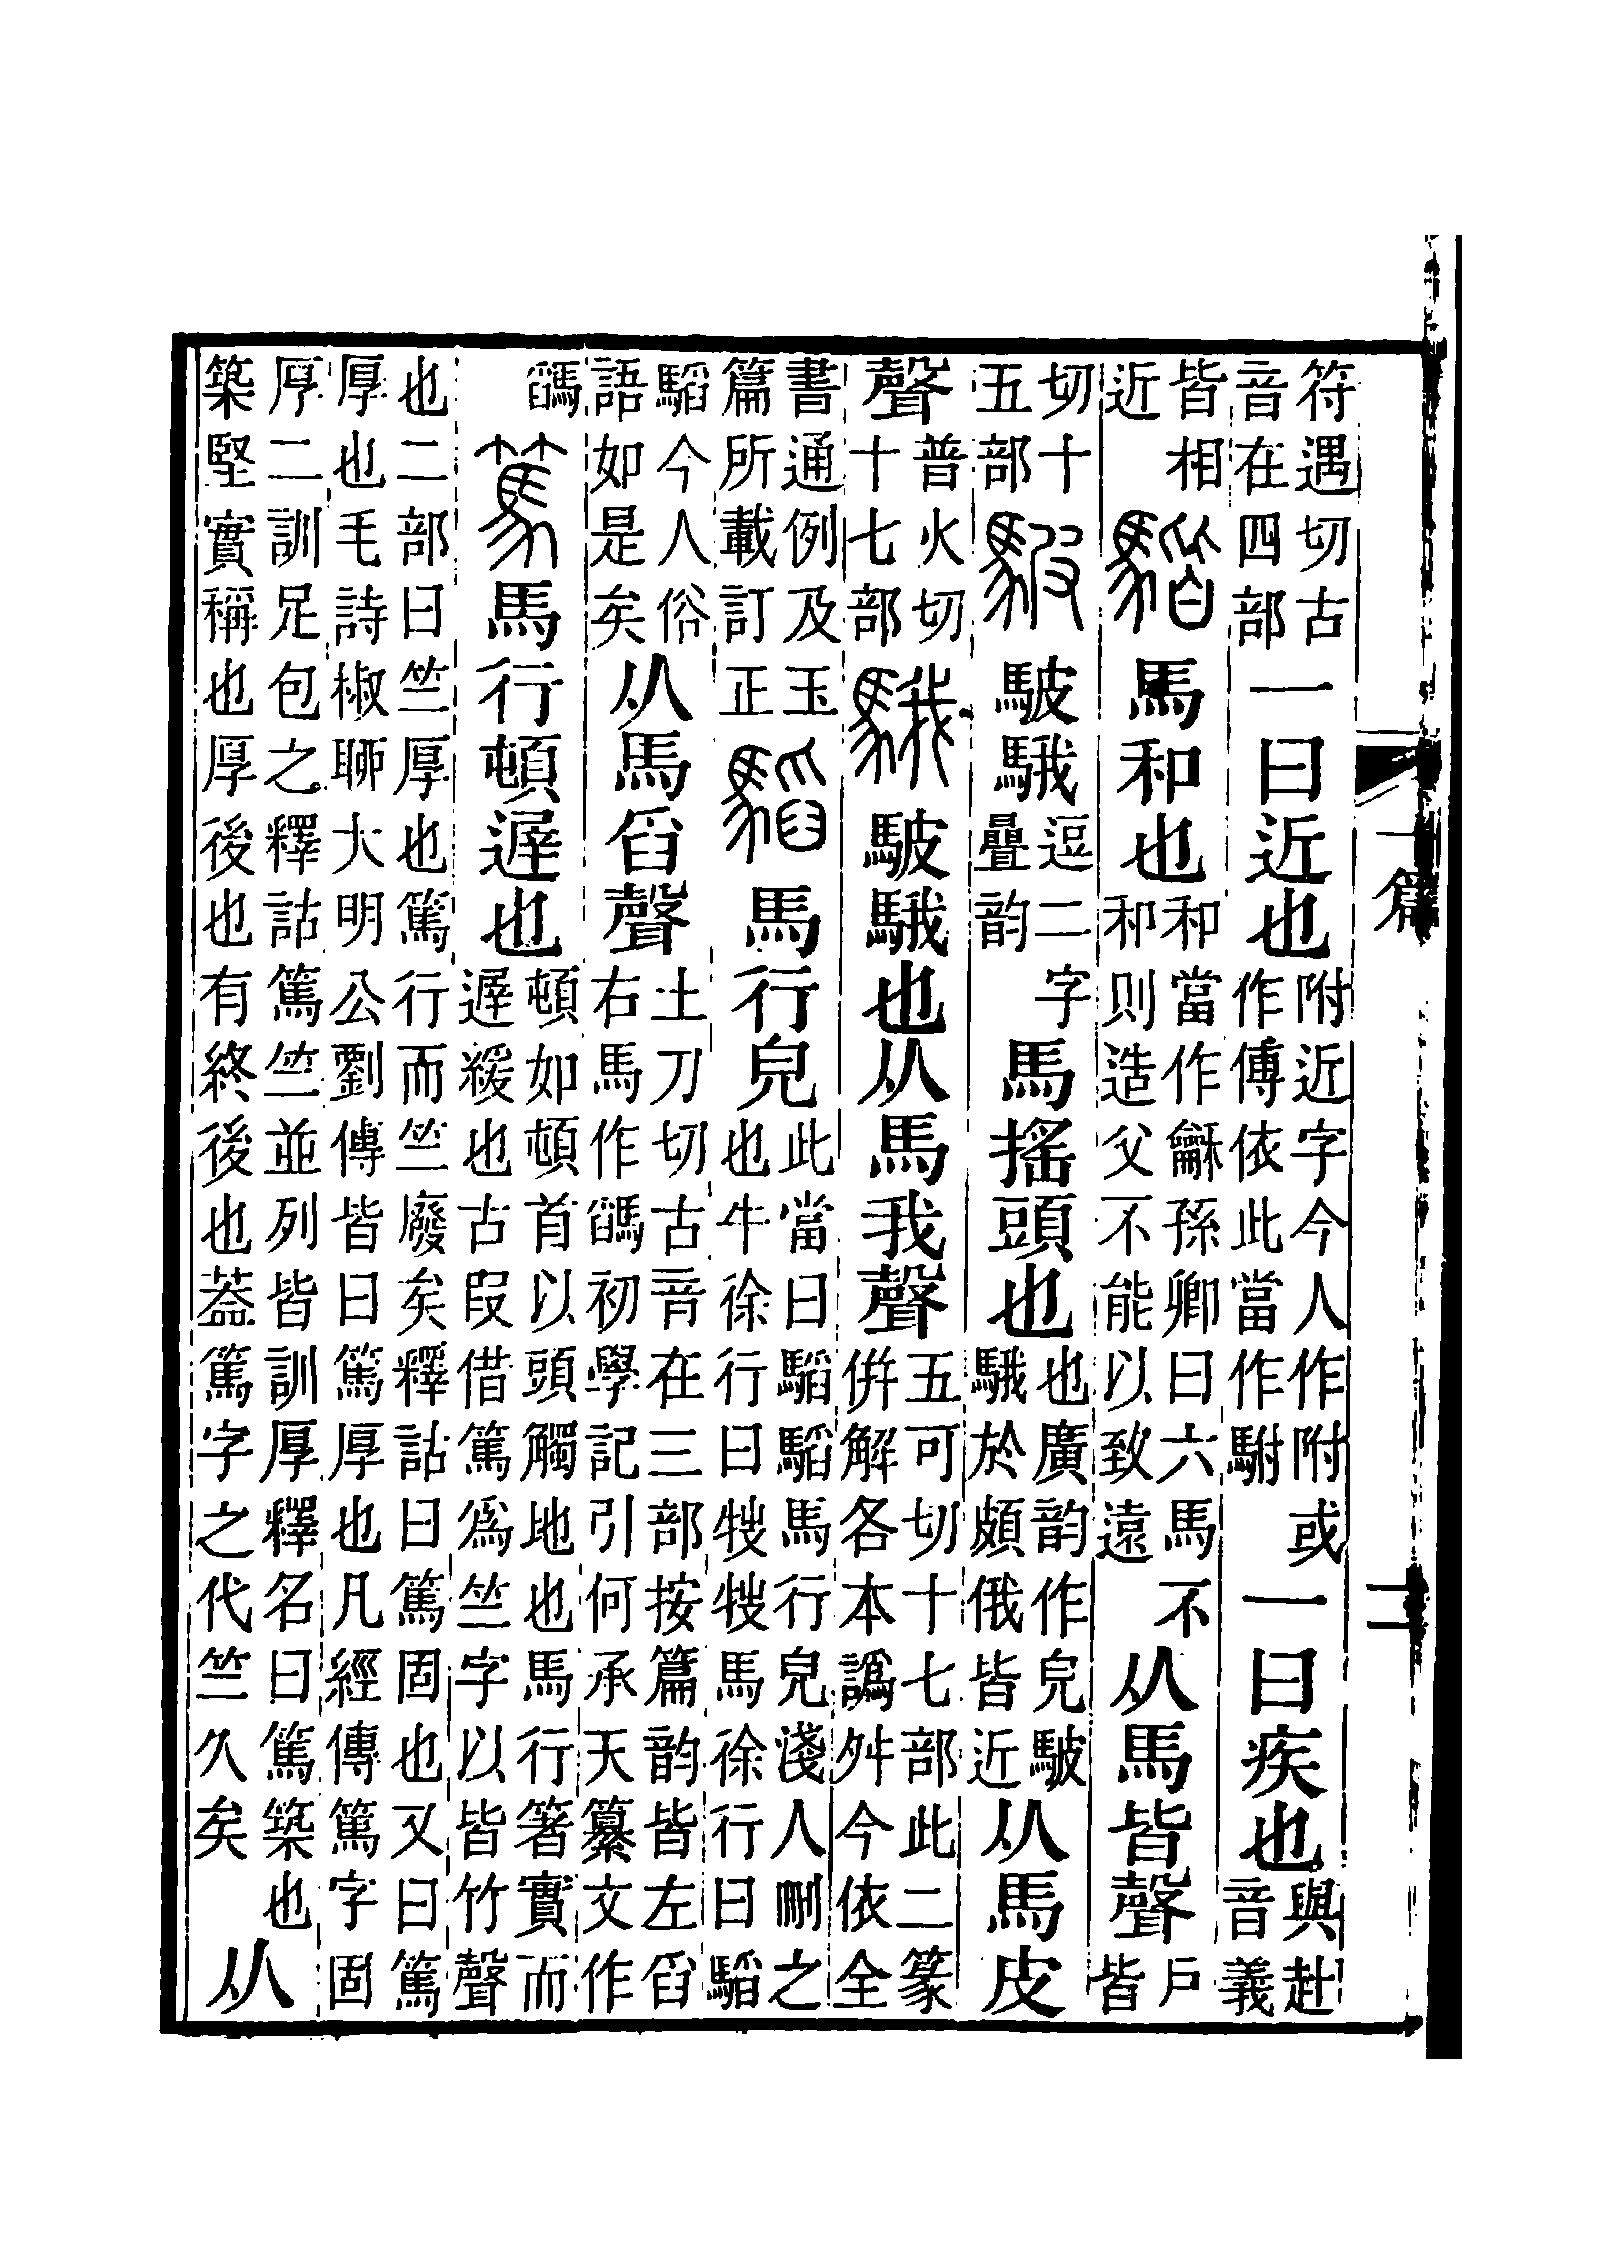 篇 二
符遇切古音在四部一曰近也附近字今人作附或作傅依此當作駙一曰疾也與赴音義
皆相近馬和也和當作龢孫卿曰六馬不和則造父不能以致遠从馬皆聲戶皆
切十五部駊駊騀逗二字疊韵馬搖頭也也廣韵作皃駊騀於頗俄皆近从馬皮
聲普火切十七部騀駊騀也从馬我聲五可切十七部此二篆併解各本譌舛今依全
書通例及玉篇所載訂正馬行皃此當曰馬行皃淺人刪之也牛徐行曰馬徐行曰
今人俗語如是矣从馬舀聲土刀切古音在三部按篇韵皆左舀右馬作初學記引何承天纂文作
篤馬行頓遲也頓如頓首以頭觸地也馬行箸實而遲緩也古叚借篤爲竺字以皆竹聲
也二部曰竺厚也篤行而竺廢矣釋詁曰篤固也又曰篤厚也毛詩椒聊大明公劉傳皆曰篤厚也凡經傳篤字固
厚二訓足包之釋詁篤竺並列皆訓厚釋名曰篤築也築堅實稱也厚後也有終後也葢篤字之代竺久矣从